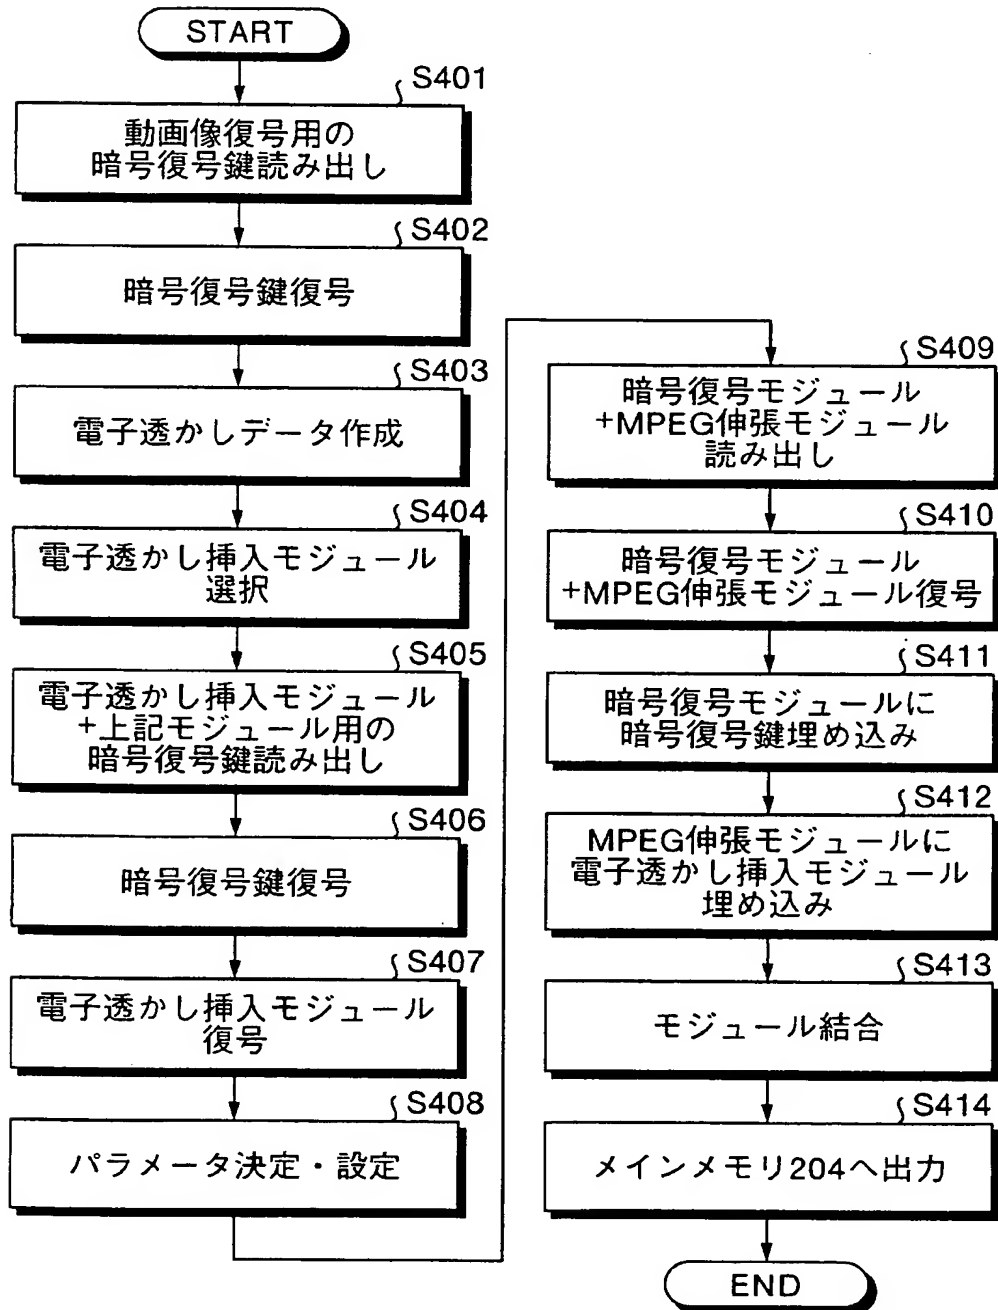 START
S401
動画像復号用の
暗号復号鍵読み出し
S402
暗号復号鍵復号
S403
電子透かしデータ作成
S404
電子透かし挿入モジュール
選択
S405
電子透かし挿入モジュール
+上記モジュール用の
暗号復号鍵読み出し
S406
暗号復号鍵復号
S407
電子透かし挿入モジュール
復号
S408
パラメータ決定・設定
S409
暗号復号モジュール
+MPEG伸張モジュール
読み出し
S410
暗号復号モジュール
+MPEG伸張モジュール復号
S411
暗号復号モジュールに
暗号復号鍵埋め込み
S412
MPEG伸張モジュールに
電子透かし挿入モジュール
埋め込み
S413
モジュール結合
S414
メインメモリ204へ出力
END